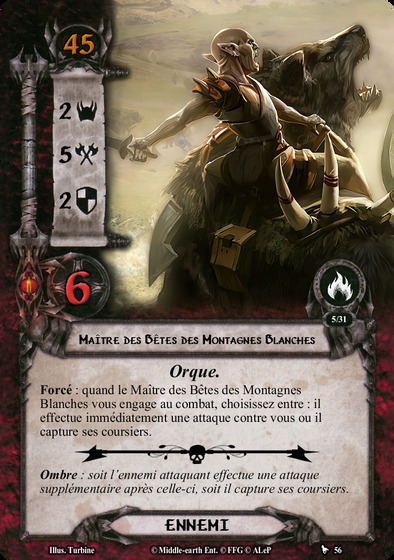 45
2
5
2
6
5/31
Maître des Bêtes des Montagnes Blanches
Orque.
Forcé : quand le Maître des Bêtes des Montagnes
Blanches vous engage au combat, choisissez entre : il
effectue immédiatement une attaque contre vous ou il
capture ses coursiers.
Ombre : soit l’ennemi attaquant effectue une attaque
supplémentaire après celle-ci, soit il capture ses coursiers.
ENNEMI
Illus. Turbine © Middle-earth Ent. © FFG © ALeP 56